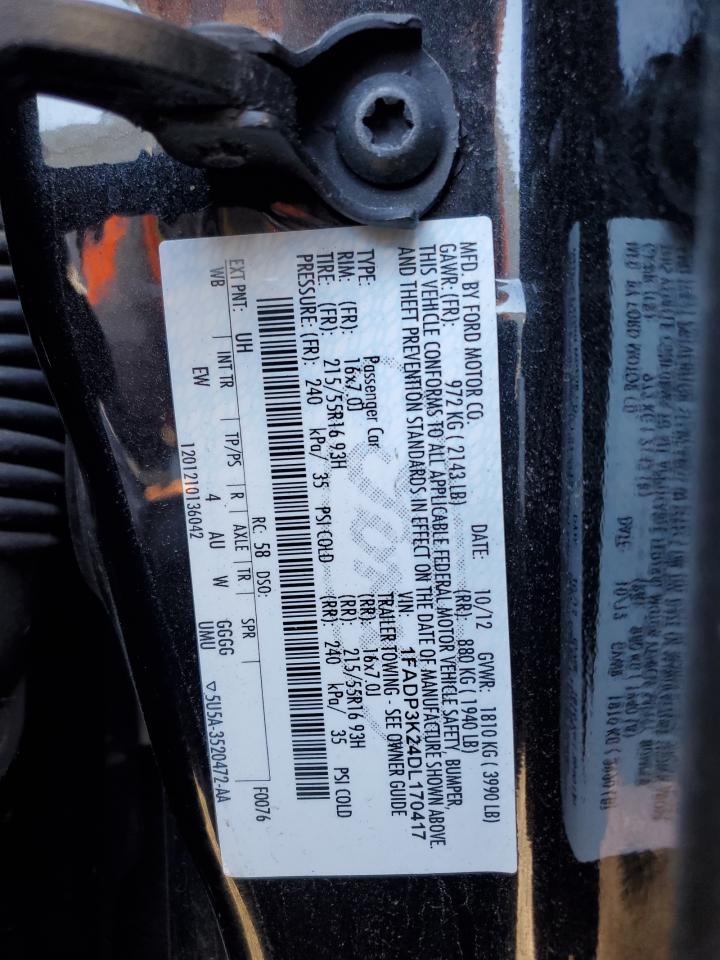 MFD. BY FORD MOTOR CO. DATE: 10/12 GVWR: 1810 KG ( 3990 LB)
GAWR: (FR): 972 KG ( 2143 LB) (RR): 880 KG ( 1940 LB)
THIS VEHICLE CONFORMS TO ALL APPLICABLE FEDERAL MOTOR VEHICLE SAFETY, BUMPER,
AND THEFT PREVENTION STANDARDS IN EFFECT ON THE DATE OF MANUFACTURE SHOWN ABOVE.
VIN: 1FADP3K24DL170417
TYPE: Passenger Car TRAILER TOWING - SEE OWNER GUIDE
RIM: (FR): 16x7.0J (RR): 16x7.0J
TIRE: (FR): 215/55R16 93H (RR): 215/55R16 93H
PRESSURE: (FR): 240 kPa/ 35 PSI COLD (RR): 240 kPa/ 35 PSI COLD
F0076
EXT PNT: UH RC: 58 DSO:
WB INT TR TP/PS R AXLE TR SPR
EW 4 AU W GGGG
UMU
1201210136042 ▽5U5A-3520472-AA